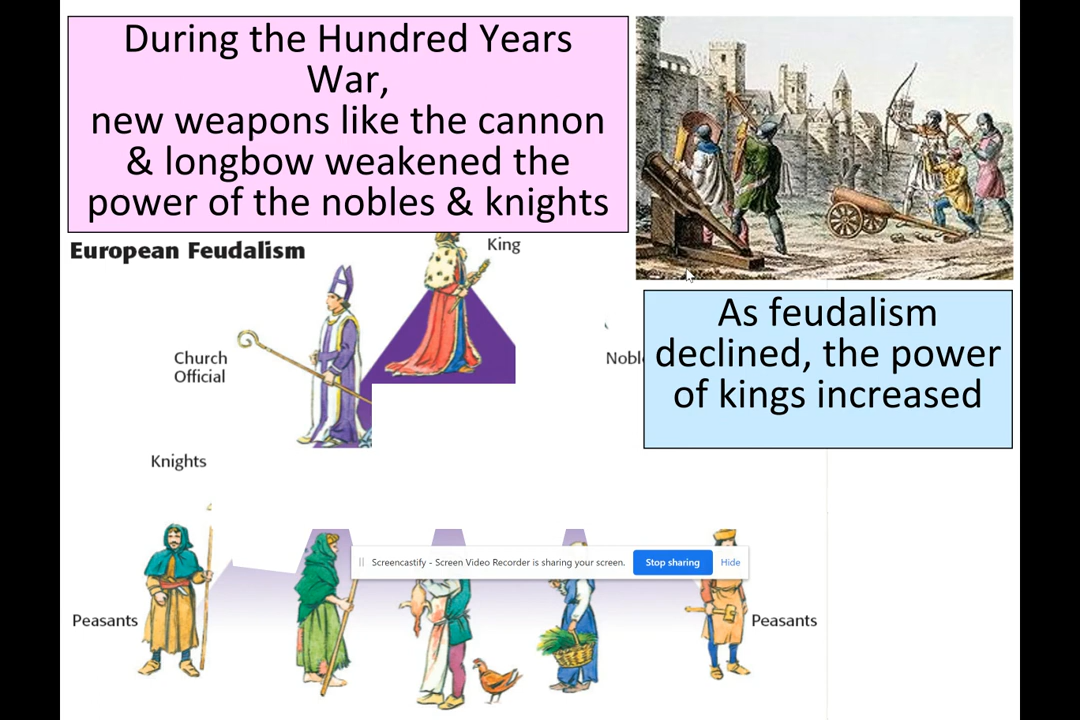 During the Hundred Years
War,
new weapons like the cannon
& longbow weakened the
power of the nobles & knights
European Feudalism
King
Church
Official
As feudalism
declined, the power
of kings increased
Knights
Screencastify - Screen Video Recorder is sharing your screen.
Stop sharing
Hide
Peasants
Peasants